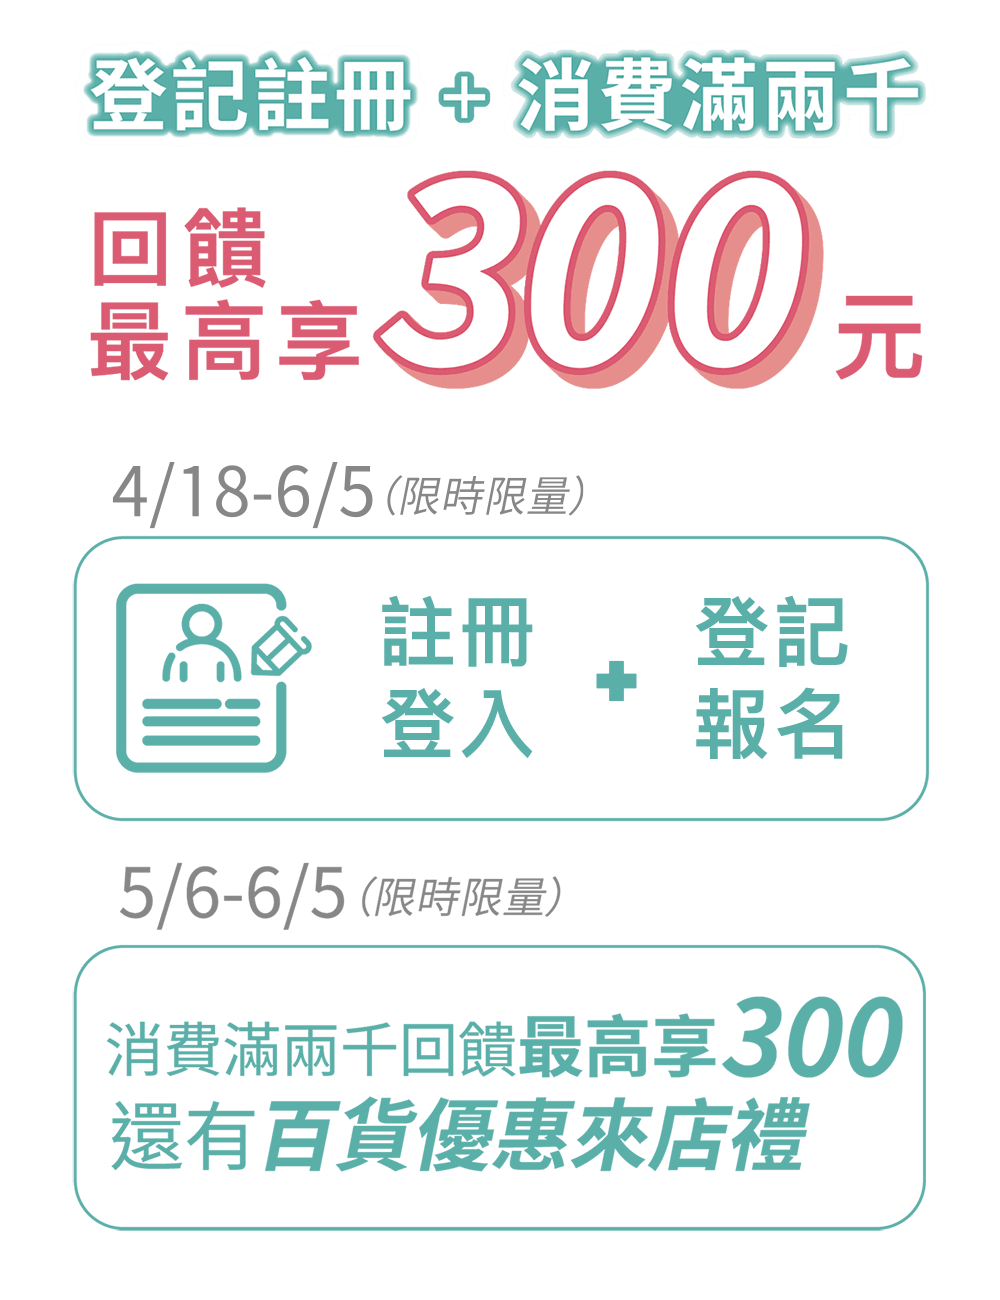 登記註冊 + 消費滿兩千
回饋
最高享 300 元
4/18-6/5 (限時限量)
註冊 登入 + 登記 報名
5/6-6/5 (限時限量)
消費滿兩千回饋最高享300
還有百貨優惠來店禮